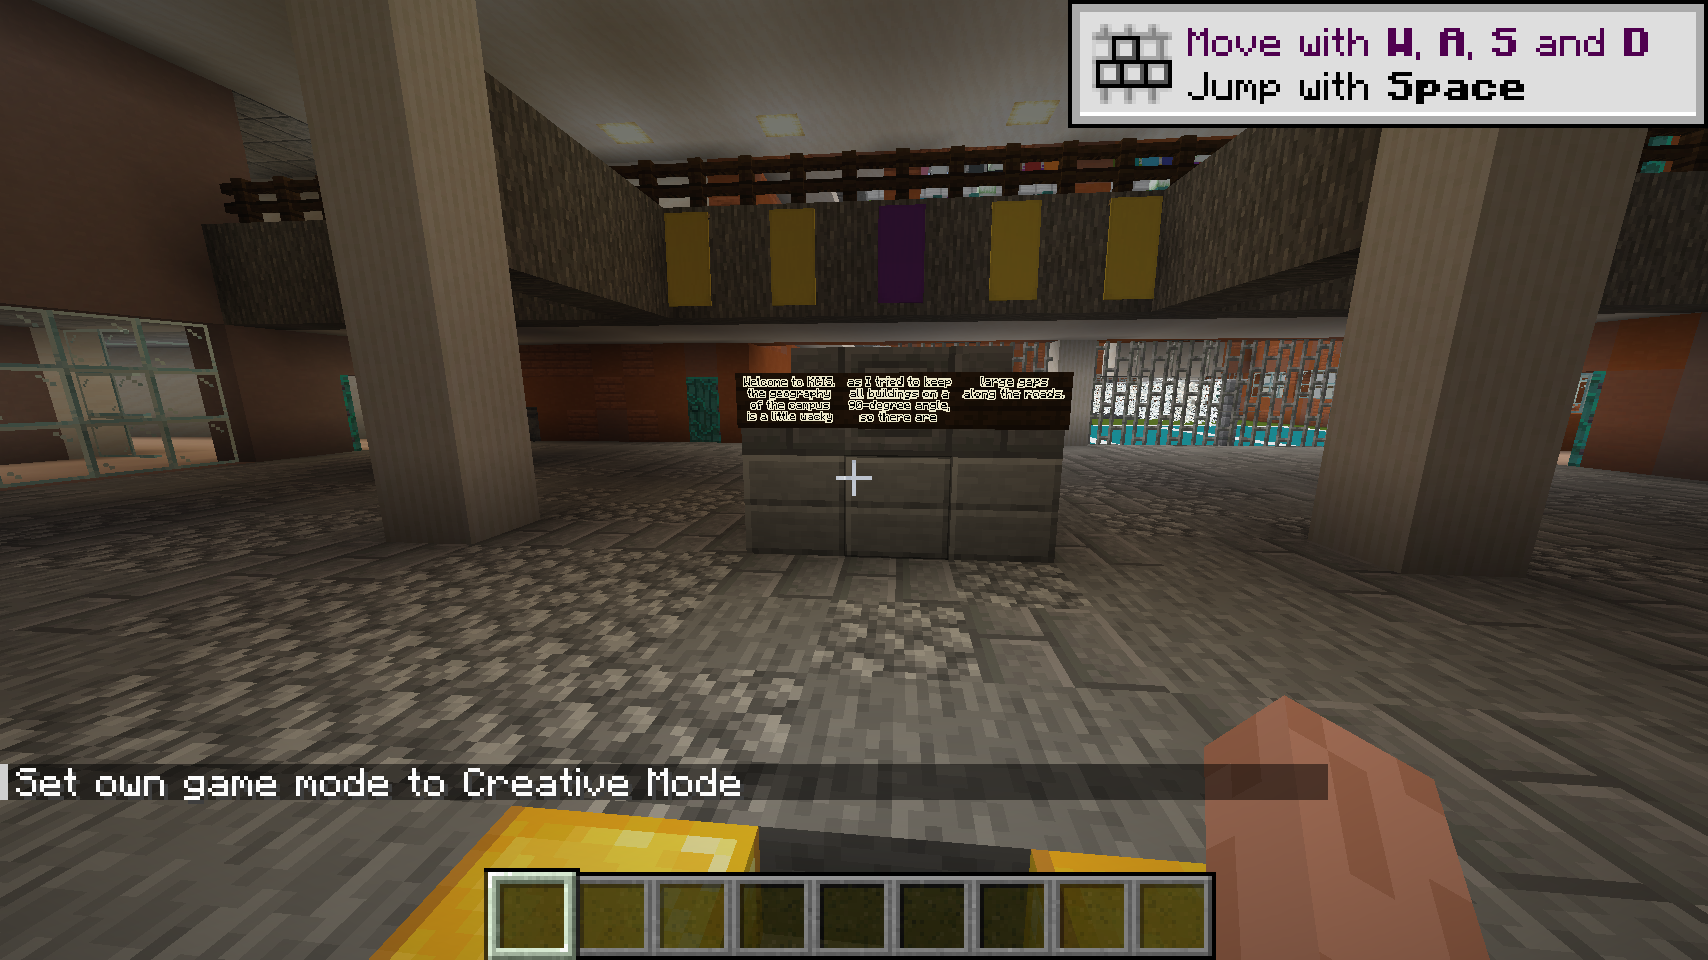 Move with W, A, S and D
Jump with Space
Welcome to KCIS.
the geography
of the campus
is a little wacky
as I tried to keep
all buildings on a
90-degree angle,
so there are
large gaps
along the roads.
Set own game mode to Creative Mode